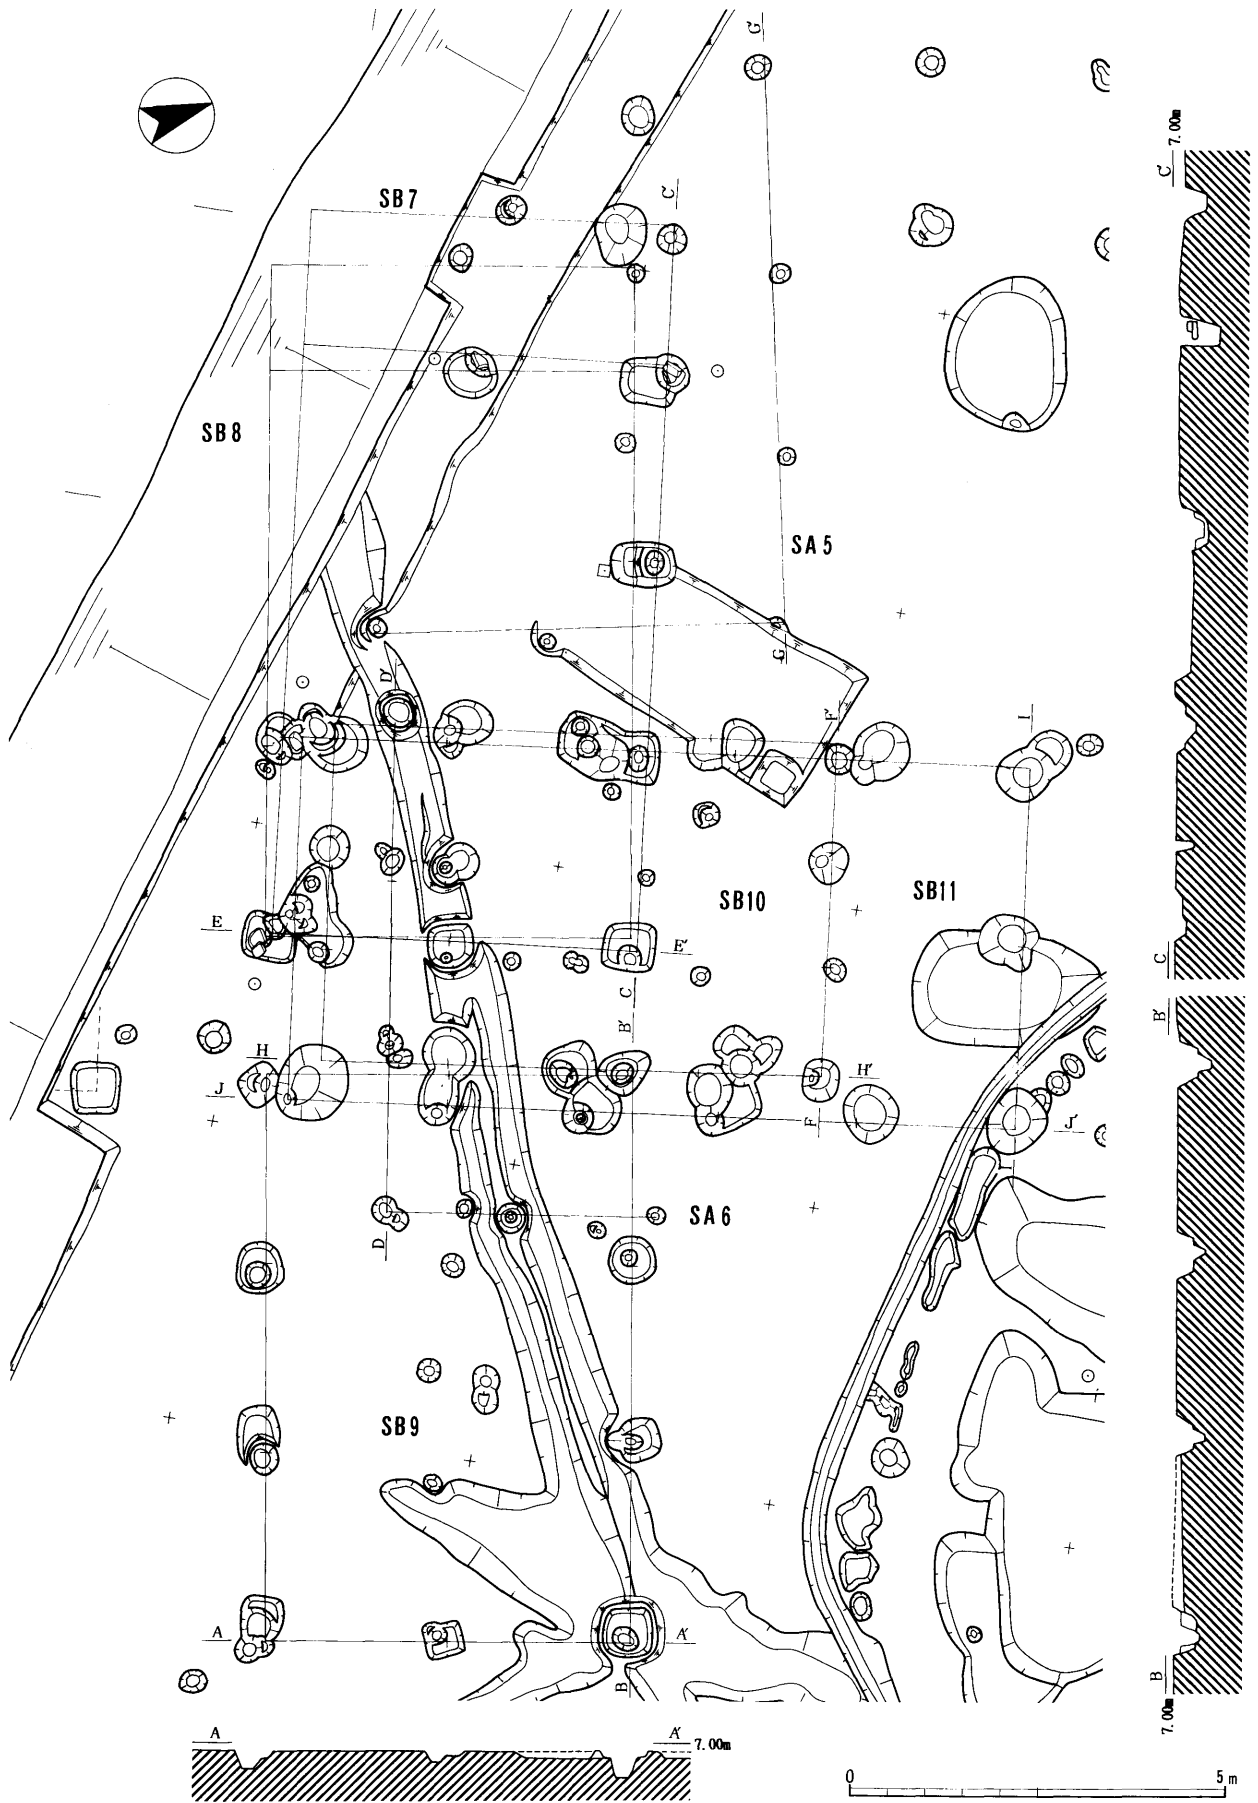 G′
7.00m
C′
C′
SB7
SB8
SA5
G
D′
F′
I
SB10
SB11
E
E′
C
C
B′
B′
H
H′
J
J′
F
I′
D
SA6
SB9
A
A′
B
B
7.00m
A
A′
7.00m
0
5m